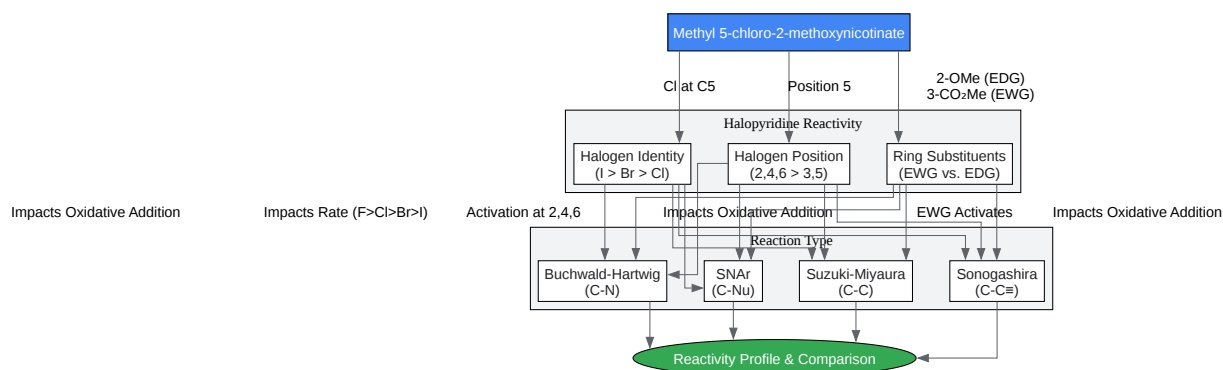 Methyl 5-chloro-2-methoxynicotinate
Cl at C5
Position 5
2-OMe (EDG)
3-CO₂Me (EWG)
Halopyridine Reactivity
Halogen Identity
(I > Br > Cl)
Halogen Position
(2,4,6 > 3,5)
Ring Substituents
(EWG vs. EDG)
Impacts Oxidative Addition
Impacts Rate (F>Cl>Br>I)
Activation at 2,4,6
Impacts Oxidative Addition
EWG Activates
Impacts Oxidative Addition
Reaction Type
Buchwald-Hartwig
(C-N)
SNAr
(C-Nu)
Suzuki-Miyaura
(C-C)
Sonogashira
(C-C≡)
Reactivity Profile & Comparison